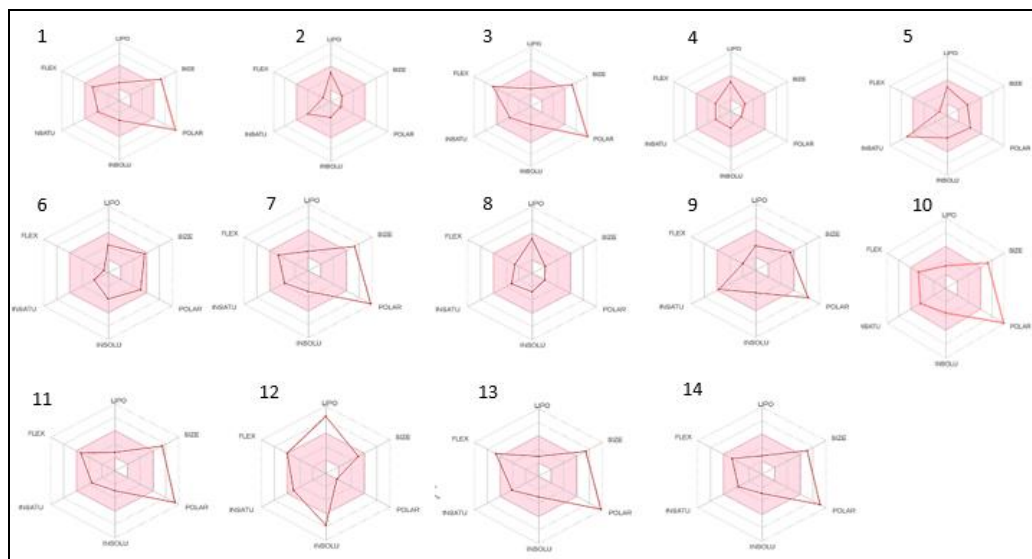 1
LIPO
FLEX
SIZE
NSATU
POLAR
INSOLU
2
LIPO
FLEX
SIZE
INSATU
POLAR
INSOLU
3
LIPO
FLEX
SIZE
INSATU
POLAR
INSOLU
4
LIPO
FLEX
SIZE
INSATU
POLAR
INSOLU
5
LIPO
FLEX
SIZE
INSATU
POLAR
INSOLU
6
LIPO
FLEX
SIZE
INSATU
POLAR
INSOLU
7
LIPO
FLEX
SIZE
INSATU
POLAR
INSOLU
8
LIPO
FLEX
SIZE
INSATU
POLAR
INSOLU
9
LIPO
FLEX
SIZE
INSATU
POLAR
INSOLU
10
LIPO
FLEX
SIZE
NSATU
POLAR
INSOLU
11
LIPO
FLEX
SIZE
INSATU
POLAR
INSOLU
12
LIPO
FLEX
SIZE
INSATU
POLAR
INSOLU
13
LIPO
FLEX
SIZE
INSATU
POLAR
INSOLU
14
LIPO
FLEX
SIZE
INSATU
POLAR
INSOLU